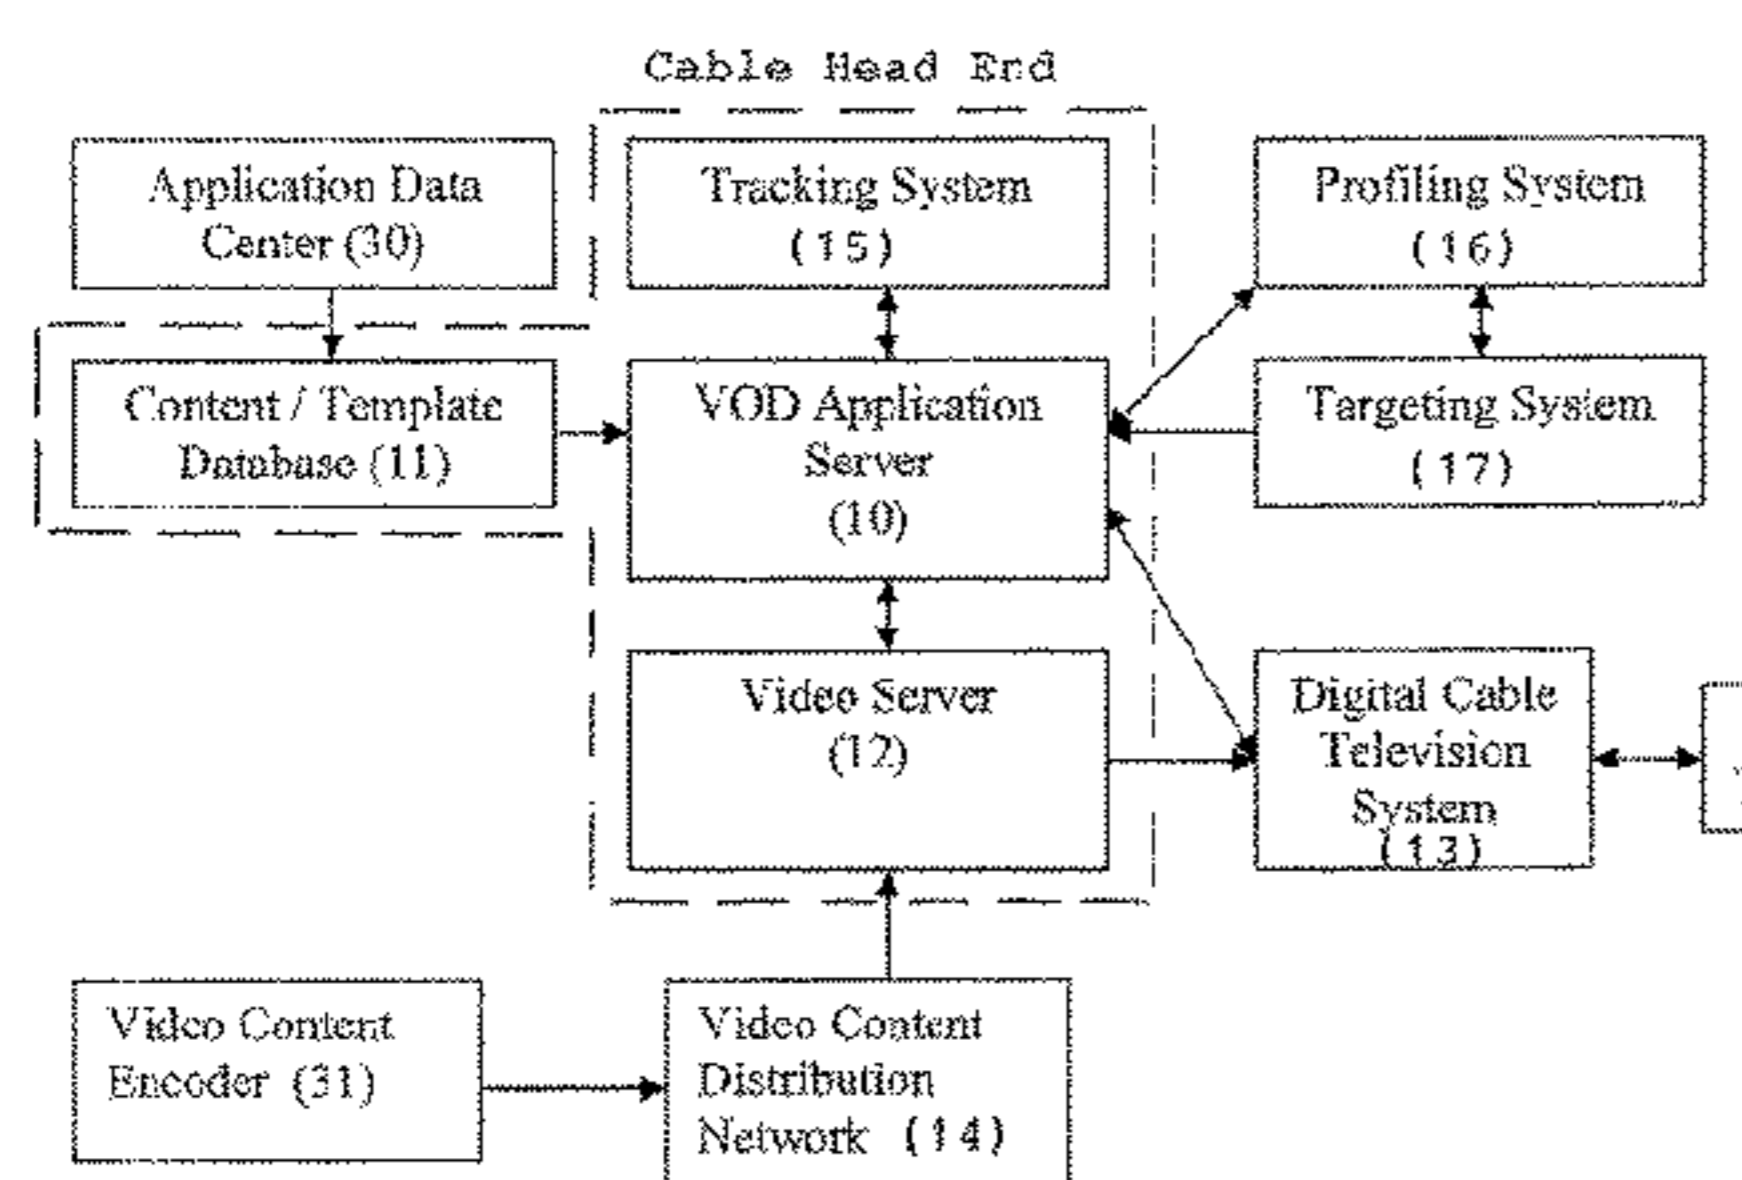 Cable Head End
Application Data
Center (30)
Tracking System
(15)
Profiling System
(16)
Content / Template
Database (11)
VOD Application
Server
(10)
Targeting System
(17)
Video Server
(12)
Digital Cable
Television
System
(13)
Video Content
Encoder (31)
Video Content
Distribution
Network (14)